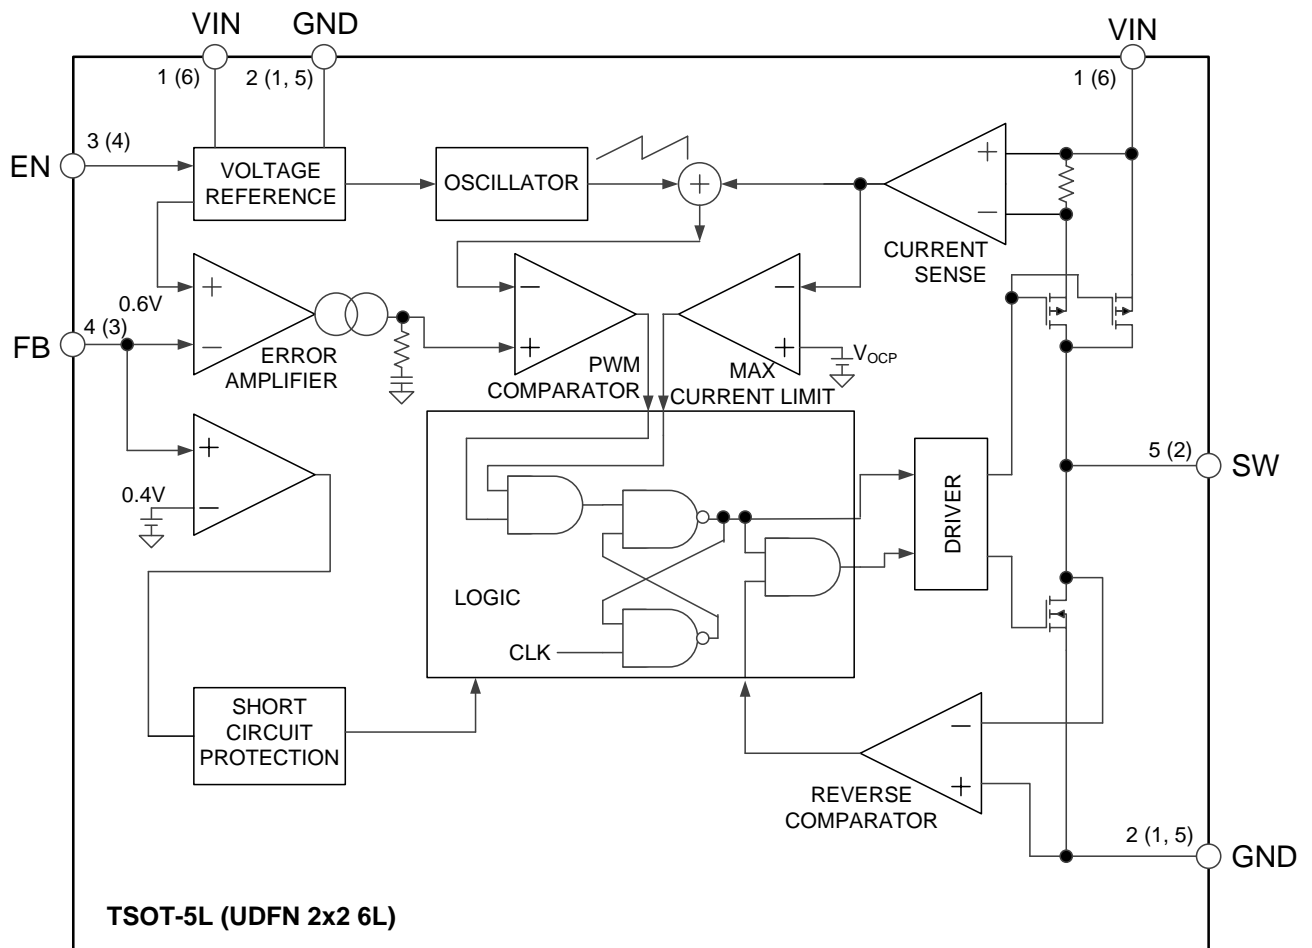 VIN
GND
VIN
1 (6)
2 (1, 5)
1 (6)
EN
3 (4)
VOLTAGE
REFERENCE
OSCILLATOR
+
+
−
CURRENT
SENSE
0.6V
+
−
4 (3)
FB
ERROR
AMPLIFIER
−
+
PWM
COMPARATOR
−
+
VOCP
MAX
CURRENT LIMIT
+
−
0.4V
5 (2)
SW
DRIVER
LOGIC
CLK
SHORT
CIRCUIT
PROTECTION
−
+
REVERSE
COMPARATOR
2 (1, 5)
GND
TSOT-5L (UDFN 2x2 6L)